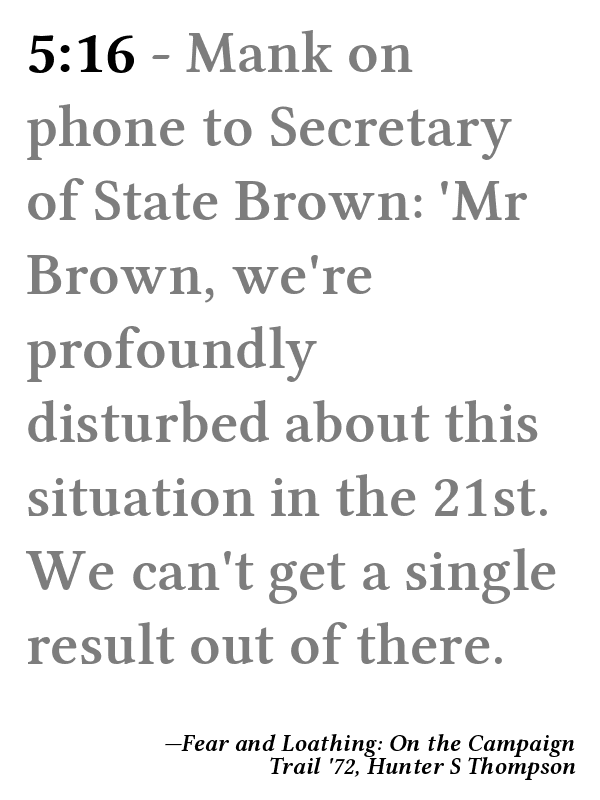 5:16 - Mank on
phone to Secretary
of State Brown: 'Mr
Brown, we're
profoundly
disturbed about this
situation in the 21st.
We can't get a single
result out of there.
—Fear and Loathing: On the Campaign
Trail '72, Hunter S Thompson